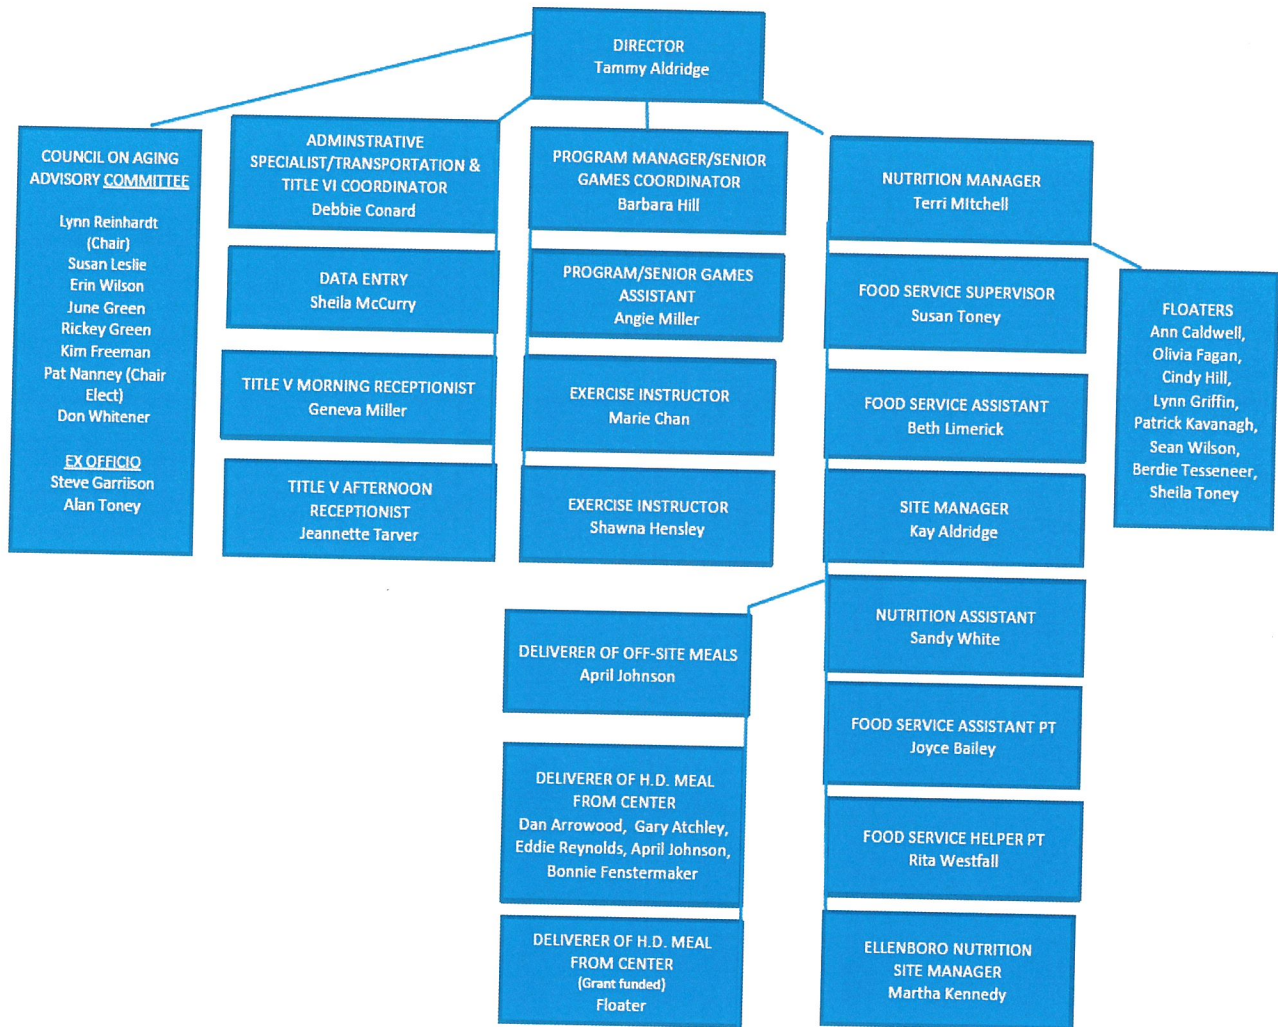 DIRECTOR
Tammy Aldridge
COUNCIL ON AGING
ADVISORY COMMITTEE
Lynn Reinhardt
(Chair)
Susan Leslie
Erin Wilson
June Green
Rickey Green
Kim Freeman
Pat Nanney (Chair
Elect)
Don Whitener
EX OFFICIO
Steve Garriison
Alan Toney
ADMINSTRATIVE
SPECIALIST/TRANSPORTATION &
TITLE VI COORDINATOR
Debbie Conard
DATA ENTRY
Sheila McCurry
TITLE V MORNING RECEPTIONIST
Geneva Miller
TITLE V AFTERNOON
RECEPTIONIST
Jeannette Tarver
PROGRAM MANAGER/SENIOR
GAMES COORDINATOR
Barbara Hill
PROGRAM/SENIOR GAMES
ASSISTANT
Angie Miller
EXERCISE INSTRUCTOR
Marie Chan
EXERCISE INSTRUCTOR
Shawna Hensley
NUTRITION MANAGER
Terri MItchell
FOOD SERVICE SUPERVISOR
Susan Toney
FOOD SERVICE ASSISTANT
Beth Limerick
SITE MANAGER
Kay Aldridge
NUTRITION ASSISTANT
Sandy White
FOOD SERVICE ASSISTANT PT
Joyce Bailey
FOOD SERVICE HELPER PT
Rita Westfall
ELLENBORO NUTRITION
SITE MANAGER
Martha Kennedy
FLOATERS
Ann Caldwell,
Olivia Fagan,
Cindy Hill,
Lynn Griffin,
Patrick Kavanagh,
Sean Wilson,
Berdie Tesseneer,
Sheila Toney
DELIVERER OF OFF-SITE MEALS
April Johnson
DELIVERER OF H.D. MEAL
FROM CENTER
Dan Arrowood, Gary Atchley,
Eddie Reynolds, April Johnson,
Bonnie Fenstermaker
DELIVERER OF H.D. MEAL
FROM CENTER
(Grant funded)
Floater